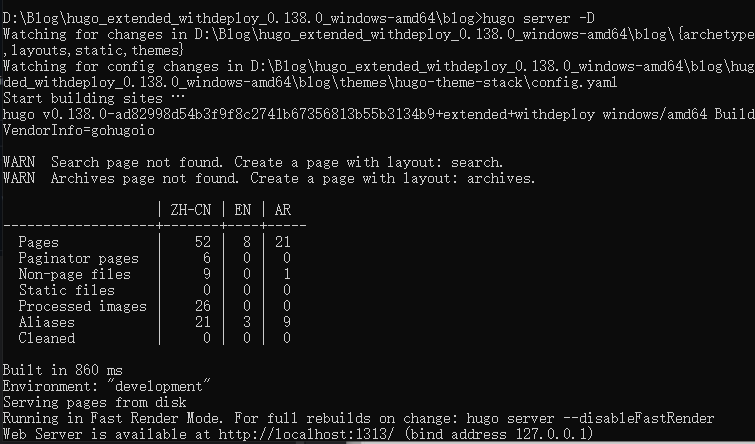 D:\Blog\hugo_extended_withdeploy_0.138.0_windows-amd64\blog>hugo server -D
Watching for changes in D:\Blog\hugo_extended_withdeploy_0.138.0_windows-amd64\blog\{archetype
,layouts,static,themes}
Watching for config changes in D:\Blog\hugo_extended_withdeploy_0.138.0_windows-amd64\blog\hug
ded_withdeploy_0.138.0_windows-amd64\blog\themes\hugo-theme-stack\config.yaml
Start building sites …
hugo v0.138.0-ad82998d54b3f9f8c2741b67356813b55b3134b9+extended+withdeploy windows/amd64 Build
VendorInfo=gohugoio
WARN  Search page not found. Create a page with layout: search.
WARN  Archives page not found. Create a page with layout: archives.
| ZH-CN | EN | AR
-------------------+-------+----+-----
Pages | 52 | 8 | 21
Paginator pages | 6 | 0 | 0
Non-page files | 9 | 0 | 1
Static files | 0 | 0 | 0
Processed images | 26 | 0 | 0
Aliases | 21 | 3 | 9
Cleaned | 0 | 0 | 0
Built in 860 ms
Environment: "development"
Serving pages from disk
Running in Fast Render Mode. For full rebuilds on change: hugo server --disableFastRender
Web Server is available at http://localhost:1313/ (bind address 127.0.0.1)